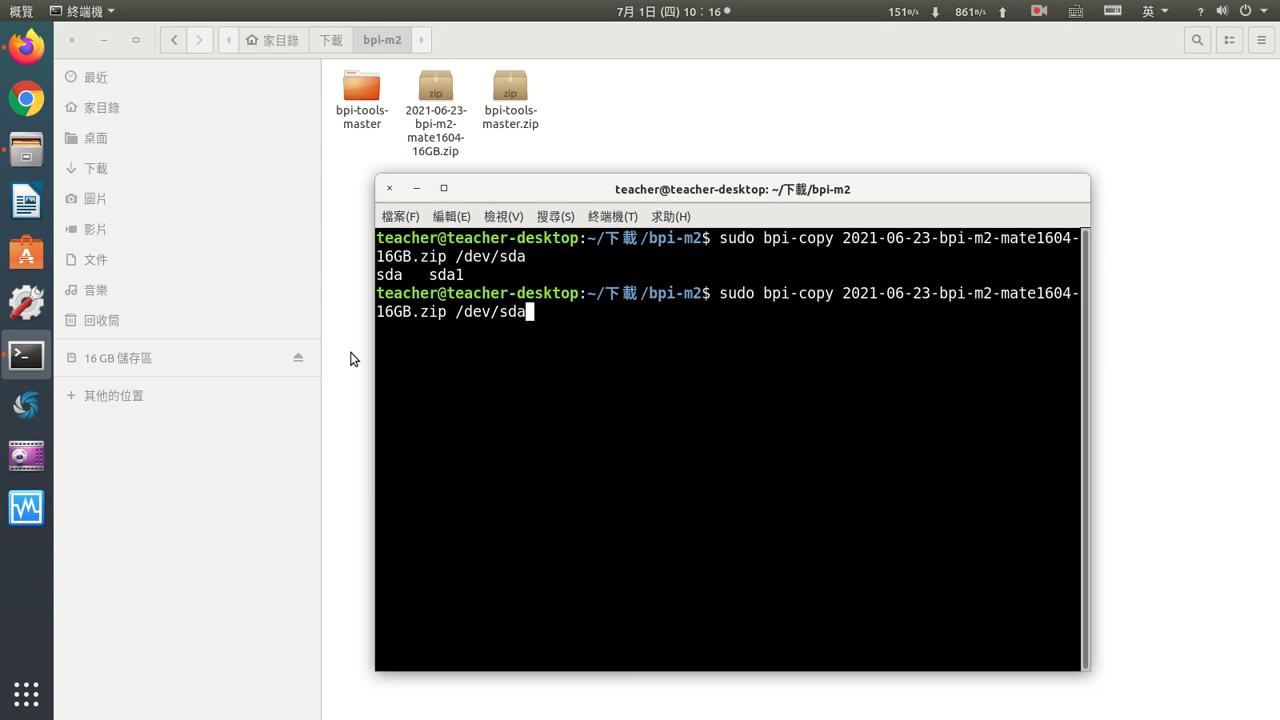 概覽
終端機
7月 1日 (四) 10:16
151B/s
861B/s
英
?
家目錄
下載
bpi-m2
最近
家目錄
桌面
下載
圖片
影片
文件
音樂
回收筒
16 GB 儲存區
其他的位置
bpi-tools-
master
zip
2021-06-23-
bpi-m2-
mate1604-
16GB.zip
zip
bpi-tools-
master.zip
teacher@teacher-desktop: ~/下載/bpi-m2
檔案(F) 編輯(E) 檢視(V) 搜尋(S) 終端機(T) 求助(H)
teacher@teacher-desktop:~/下載/bpi-m2$ sudo bpi-copy 2021-06-23-bpi-m2-mate1604-
16GB.zip /dev/sda
sda sda1
teacher@teacher-desktop:~/下載/bpi-m2$ sudo bpi-copy 2021-06-23-bpi-m2-mate1604-
16GB.zip /dev/sda